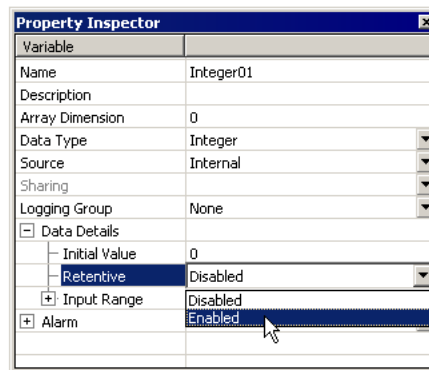 Property Inspector
Variable
Name Integer01
Description
Array Dimension 0
Data Type Integer
Source Internal
Sharing
Logging Group None
Data Details
Initial Value 0
Retentive Disabled
Input Range Disabled
Alarm Enabled